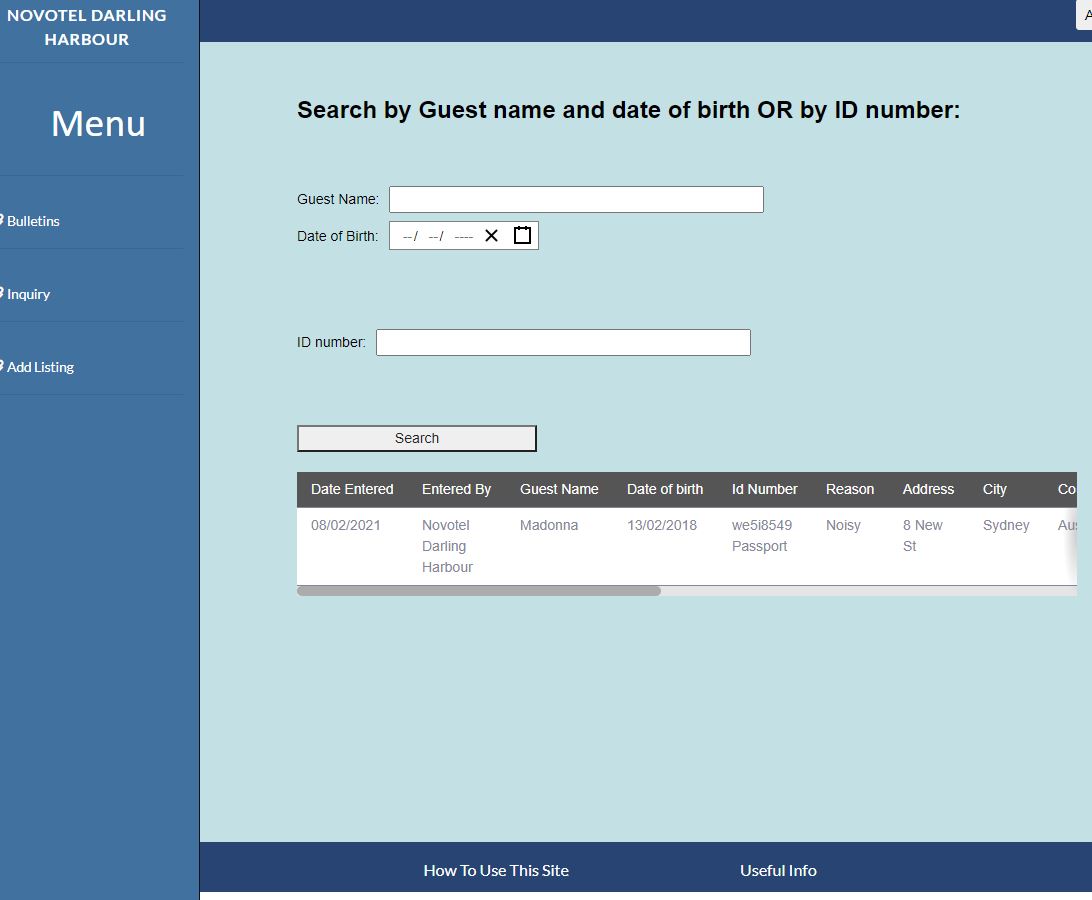 NOVOTEL DARLING
HARBOUR
A
Menu
Search by Guest name and date of birth OR by ID number:
Guest Name:
Bulletins
Date of Birth: --/ --/ ----
Inquiry
ID number:
Add Listing
Search
Date Entered Entered By Guest Name Date of birth Id Number Reason Address City Co
08/02/2021 Novotel Madonna 13/02/2018 we5i8549 Noisy 8 New Sydney Aus
Darling Passport St
Harbour
How To Use This Site Useful Info